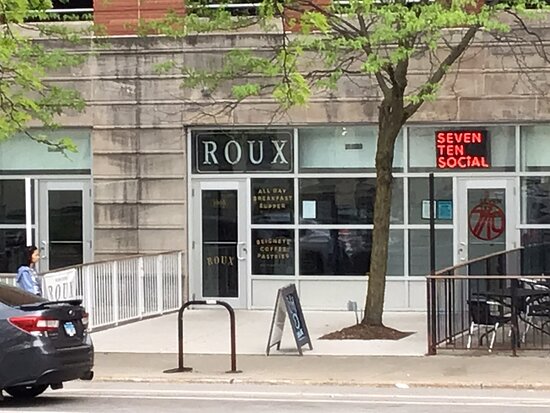 ROUX
SEVEN
TEN
SOCIAL
ALL DAY
BREAKFAST
SUPPER
BEIGNETS
COFFEE
PASTRIES
ROUX
ROUX